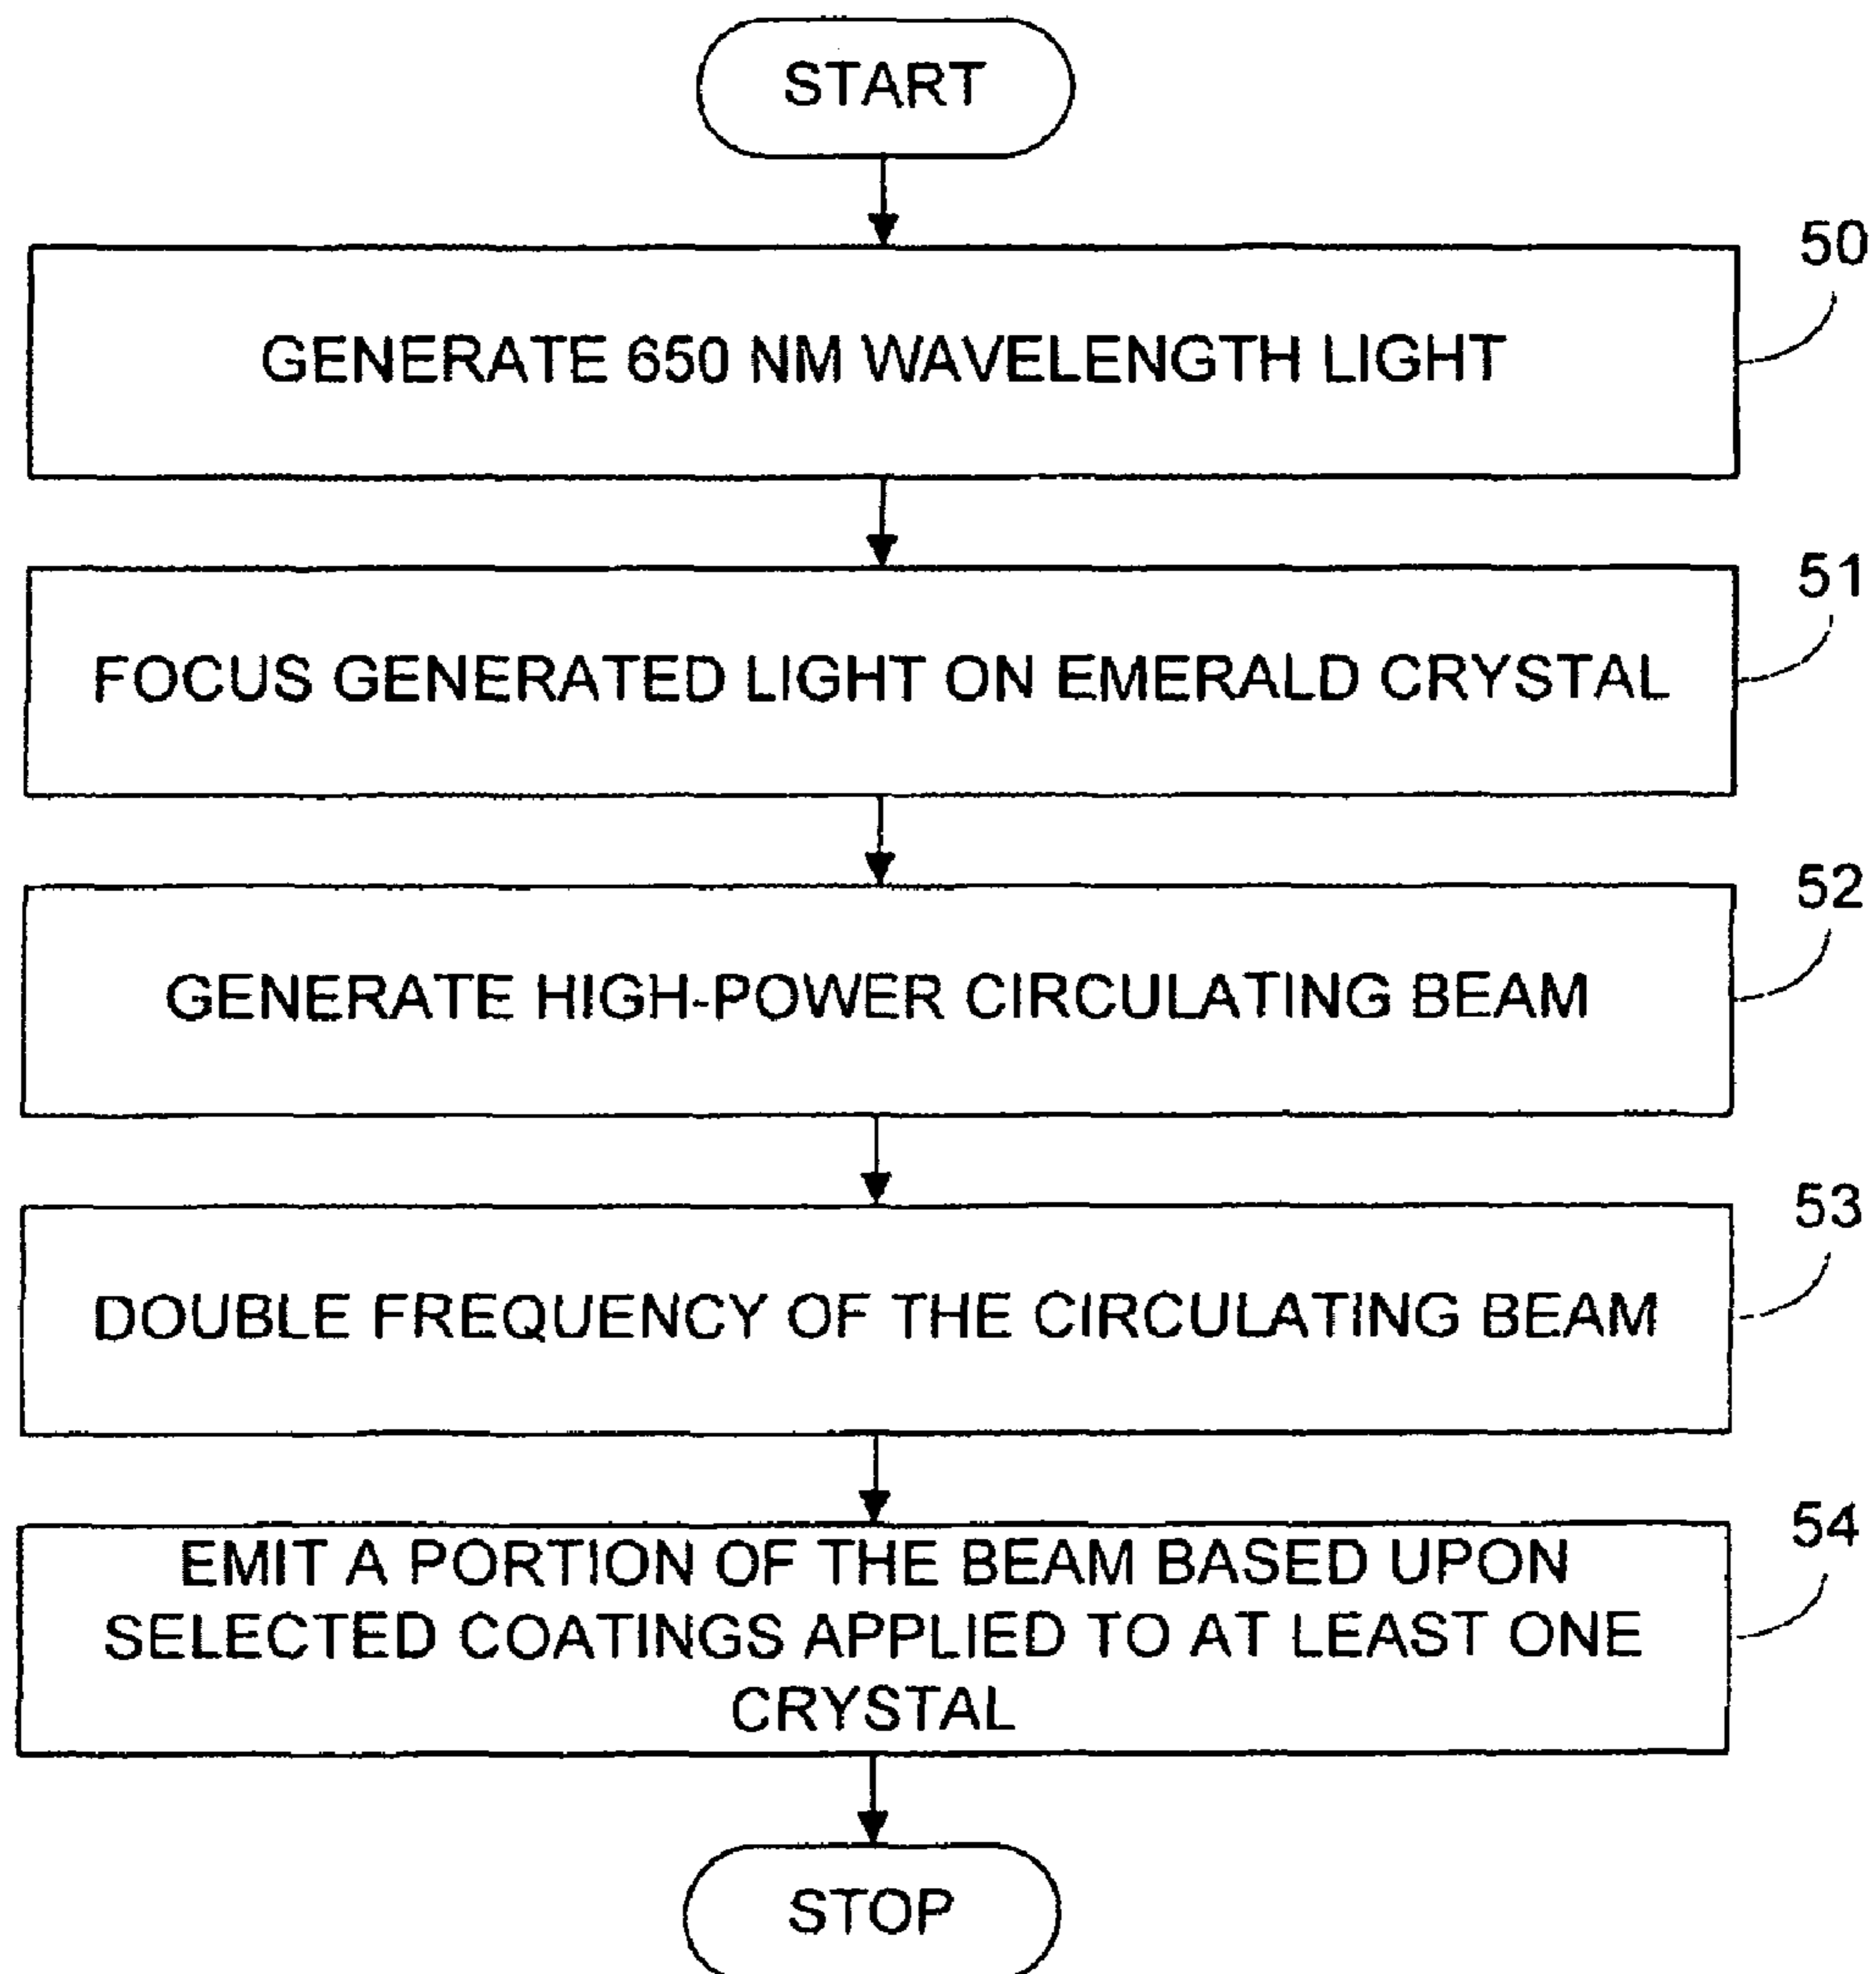 START
50
GENERATE 650 NM WAVELENGTH LIGHT
51
FOCUS GENERATED LIGHT ON EMERALD CRYSTAL
52
GENERATE HIGH-POWER CIRCULATING BEAM
53
DOUBLE FREQUENCY OF THE CIRCULATING BEAM
54
EMIT A PORTION OF THE BEAM BASED UPON
SELECTED COATINGS APPLIED TO AT LEAST ONE
CRYSTAL
STOP